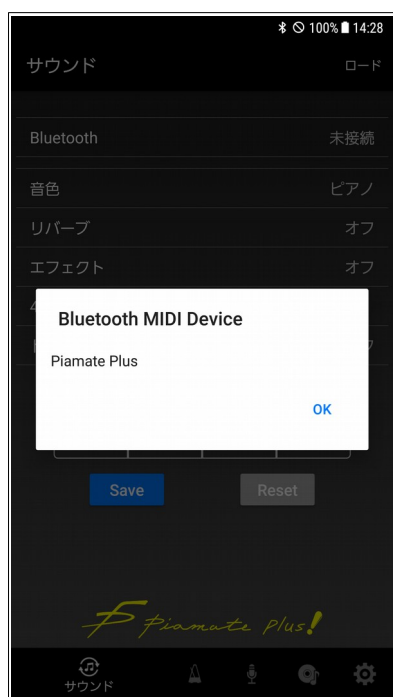 100% 14:28
サウンド ロード
Bluetooth 未接続
音色 ピアノ
リバーブ オフ
エフェクト オフ
Bluetooth MIDI Device
Piamate Plus
OK
Save Reset
Piamate Plus!
サウンド